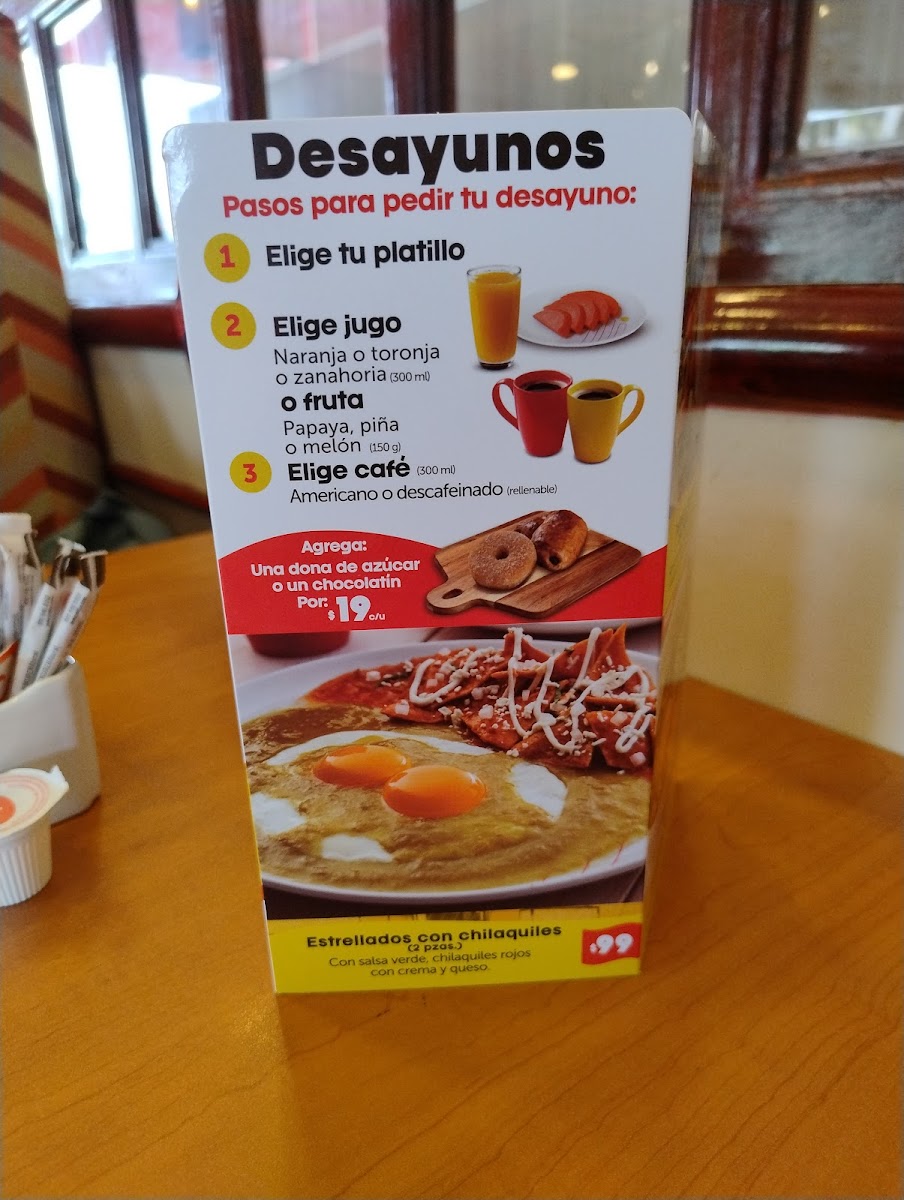 Desayunos
Pasos para pedir tu desayuno:
1 Elige tu platillo
2 Elige jugo
Naranja o toronja
o zanahoria (300 ml)
o fruta
Papaya, piña
o melón (150 g)
3 Elige café (300 ml)
Americano o descafeinado (rellenable)
Agrega:
Una dona de azúcar
o un chocolatín
Por: $19 c/u
Estrellados con chilaquiles
(2 pzas.)
Con salsa verde, chilaquiles rojos
con crema y queso.
$99